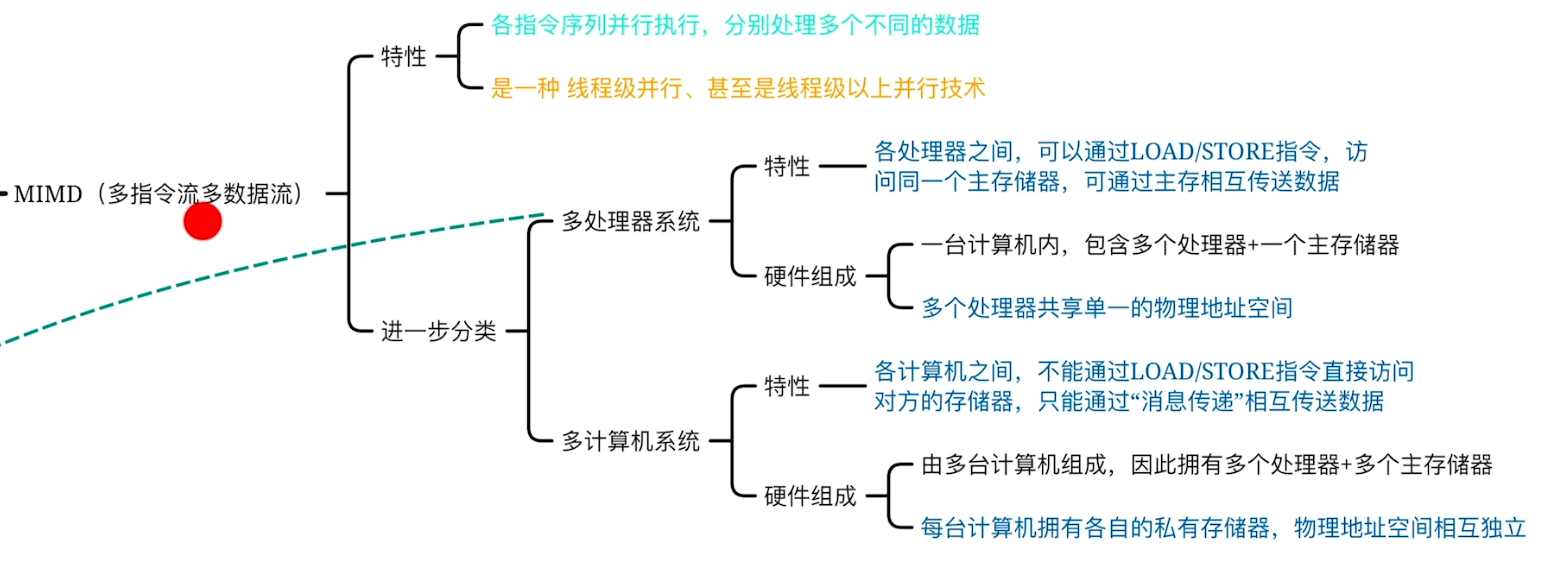 MIMD（多指令流多数据流）
特性
各指令序列并行执行，分别处理多个不同的数据
是一种 线程级并行、甚至是线程级以上并行技术
进一步分类
多处理器系统
特性
各处理器之间，可以通过LOAD/STORE指令，访
问同一个主存储器，可通过主存相互传送数据
硬件组成
一台计算机内，包含多个处理器+一个主存储器
多个处理器共享单一的物理地址空间
多计算机系统
特性
各计算机之间，不能通过LOAD/STORE指令直接访问
对方的存储器，只能通过“消息传递”相互传送数据
硬件组成
由多台计算机组成，因此拥有多个处理器+多个主存储器
每台计算机拥有各自的私有存储器，物理地址空间相互独立